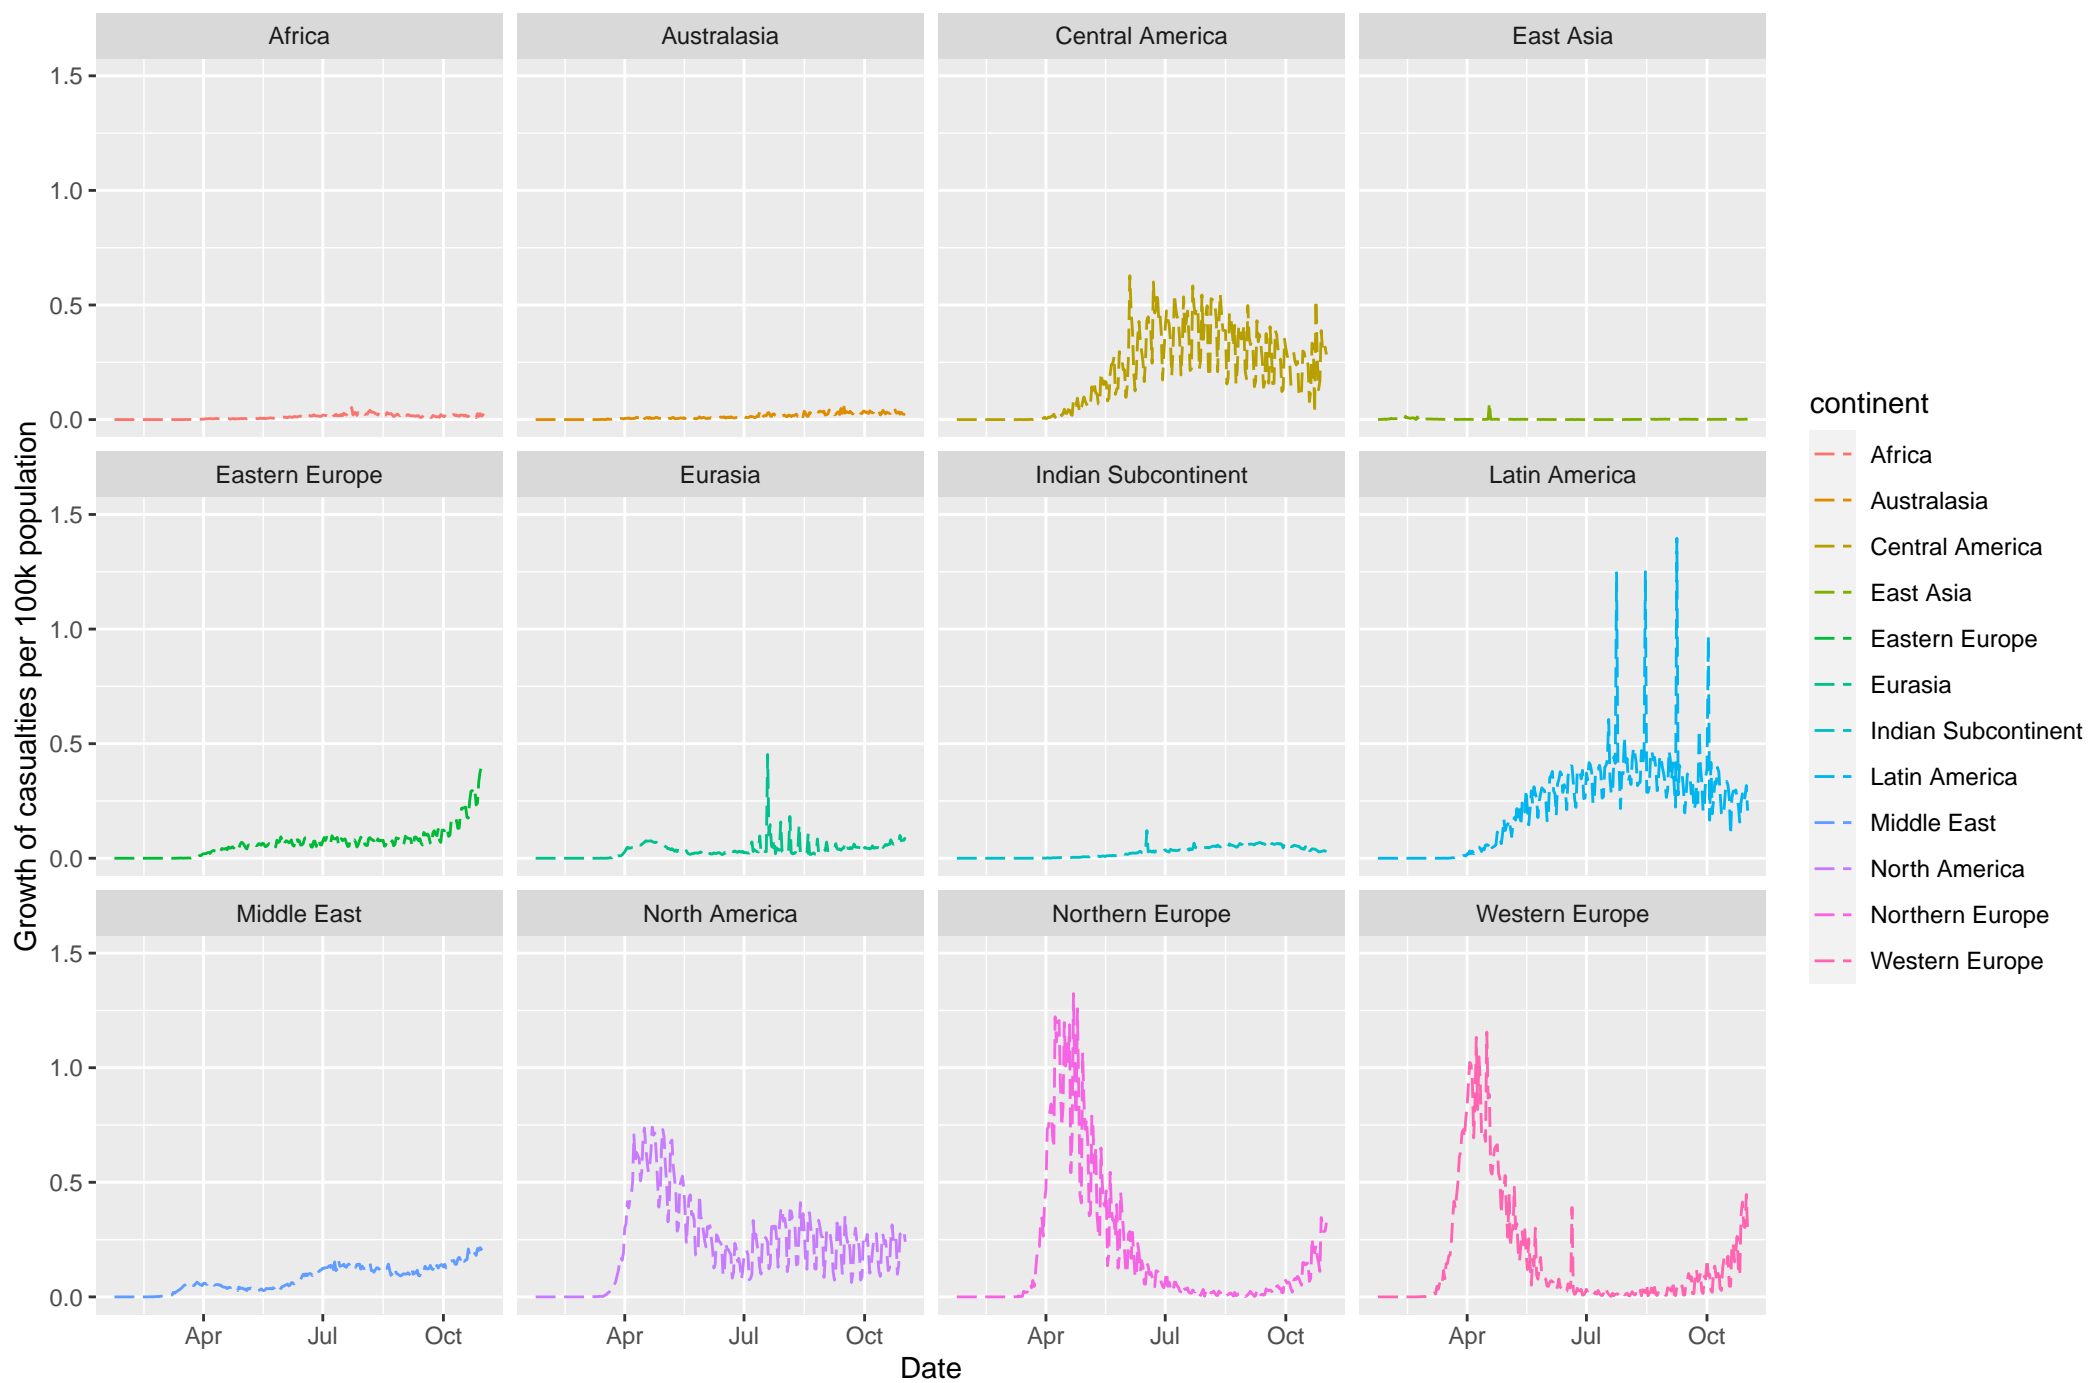 Africa
Australasia
Central America
East Asia
1.5
1.0
0.5
0.0
Eastern Europe
Eurasia
Indian Subcontinent
Latin America
1.5
1.0
0.5
0.0
Middle East
North America
Northern Europe
Western Europe
1.5
1.0
0.5
0.0
Apr Jul Oct
Apr Jul Oct
Apr Jul Oct
Apr Jul Oct
Date
Growth of casualties per 100k population
continent
Africa
Australasia
Central America
East Asia
Eastern Europe
Eurasia
Indian Subcontinent
Latin America
Middle East
North America
Northern Europe
Western Europe